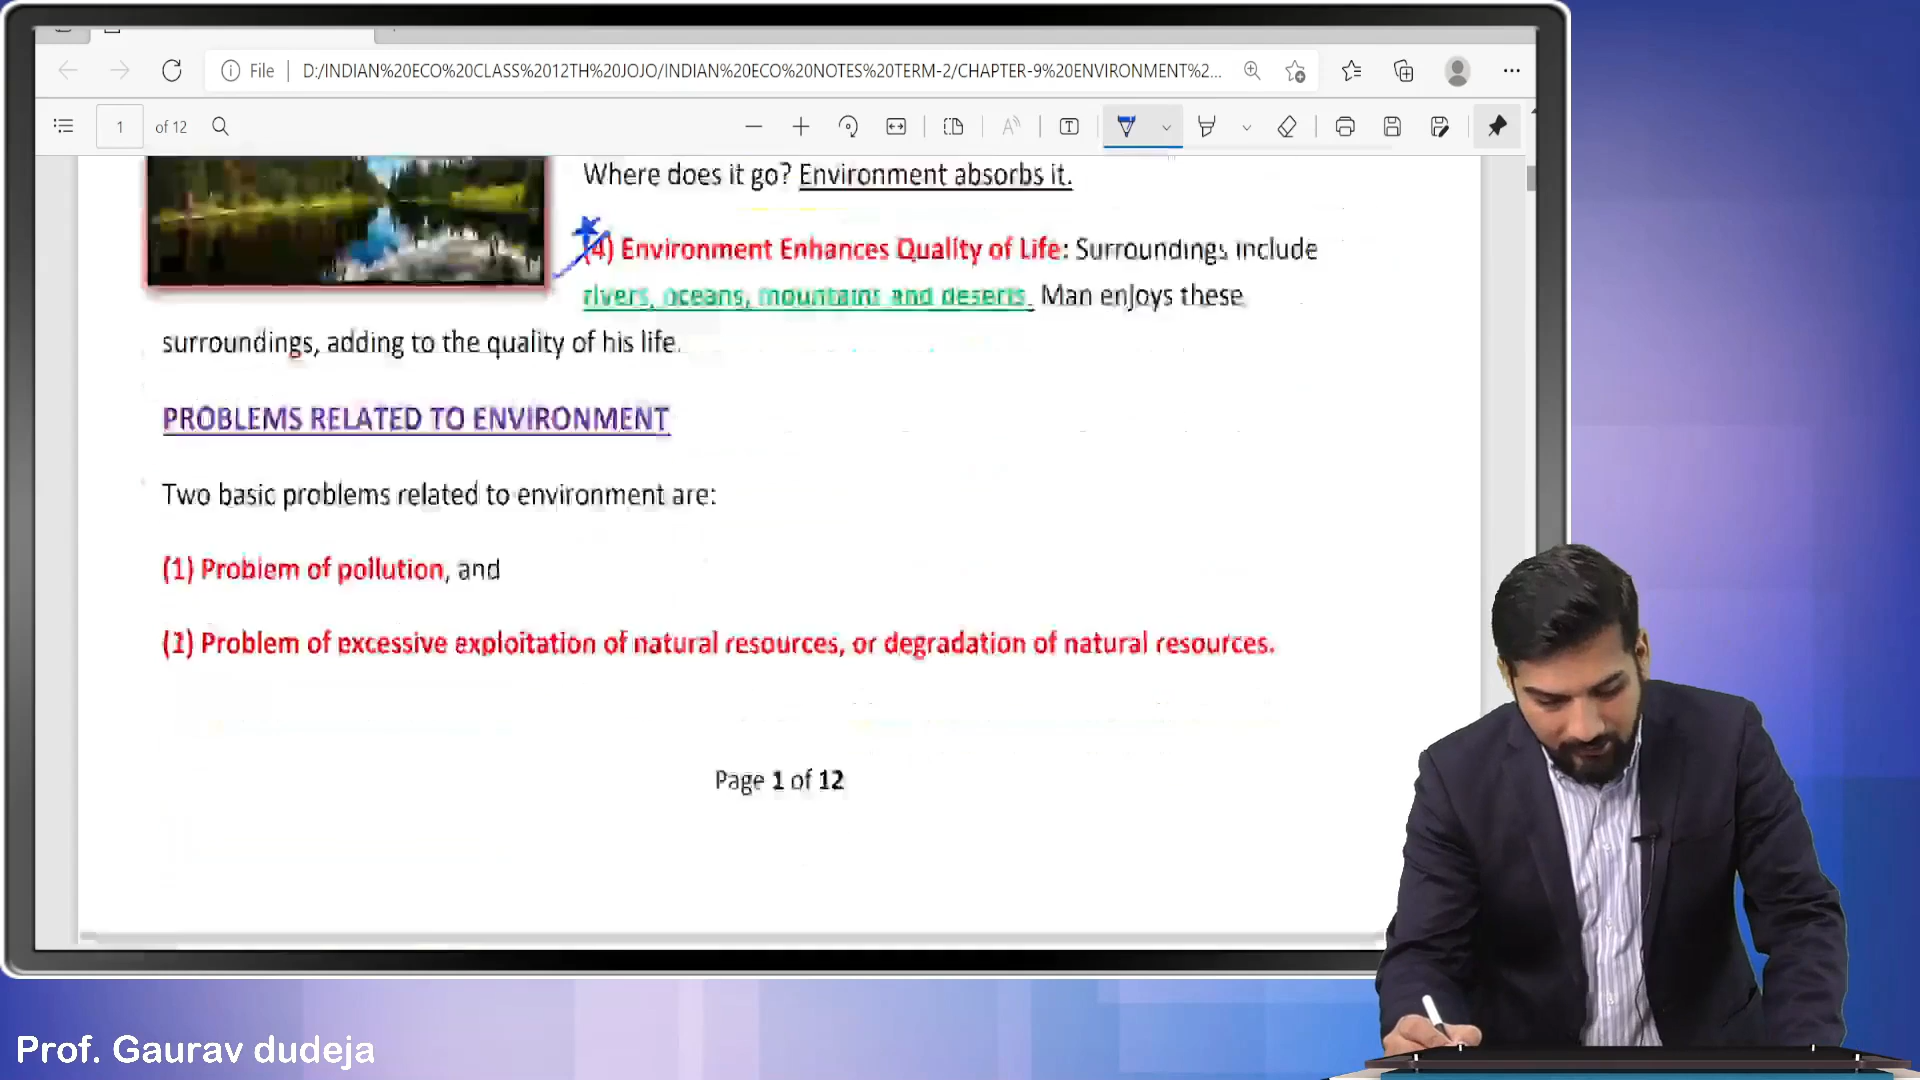 File
D:/INDIAN%20ECO%20CLASS%2012TH%20JOJO/INDIAN%20ECO%20NOTES%20TERM-2/CHAPTER-9%20ENVIRONMENT%2...
1 of 12
Where does it go? Environment absorbs it.
(4) Environment Enhances Quality of Life: Surroundings include
rivers, oceans, mountains and deserts. Man enjoys these
surroundings, adding to the quality of his life.
PROBLEMS RELATED TO ENVIRONMENT
Two basic problems related to environment are:
(1) Problem of pollution, and
(2) Problem of excessive exploitation of natural resources, or degradation of natural resources.
Page 1 of 12
Prof. Gaurav dudeja